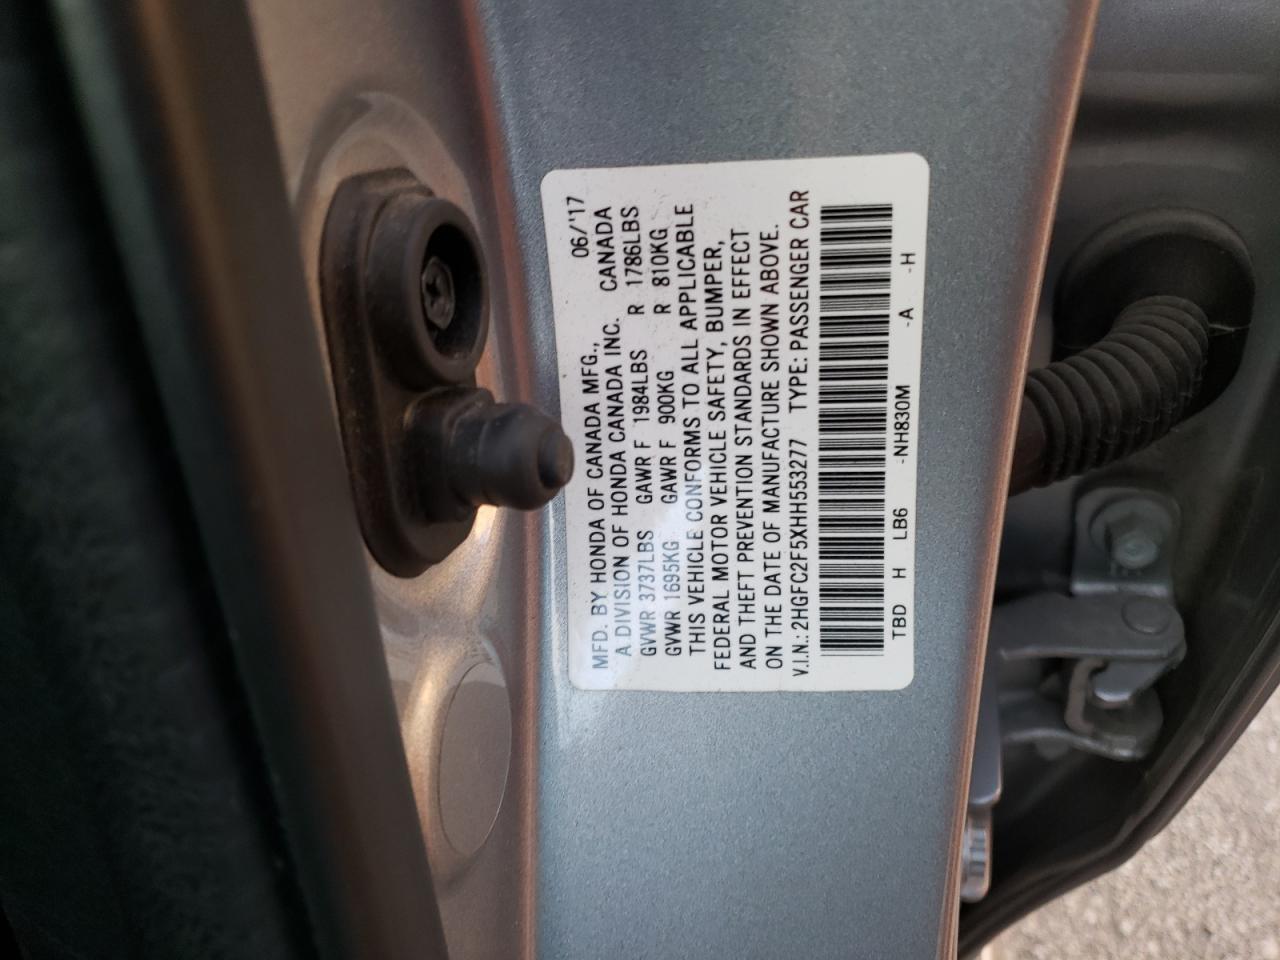 MFD. BY HONDA OF CANADA MFG., 06/'17
A DIVISION OF HONDA CANADA INC. CANADA
GVWR 3737LBS GAWR F 1984LBS R 1786LBS
GVWR 1695KG GAWR F 900KG R 810KG
THIS VEHICLE CONFORMS TO ALL APPLICABLE
FEDERAL MOTOR VEHICLE SAFETY, BUMPER,
AND THEFT PREVENTION STANDARDS IN EFFECT
ON THE DATE OF MANUFACTURE SHOWN ABOVE.
V.I.N.: 2HGFC2F5XHH553277 TYPE: PASSENGER CAR
TBD H LB6 -NH830M -A -H